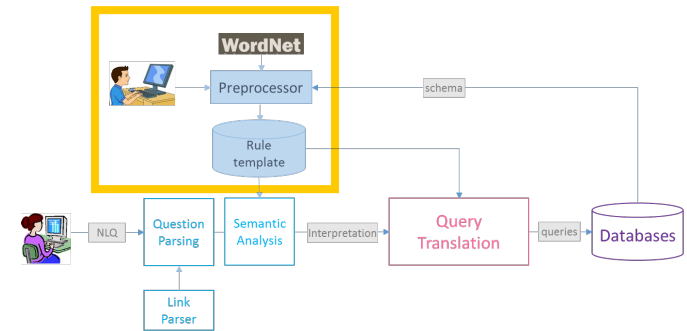 WordNet
Preprocessor
schema
Rule
template
NLQ
Question
Parsing
Semantic
Analysis
Interpretation
Query
Translation
queries
Databases
Link
Parser